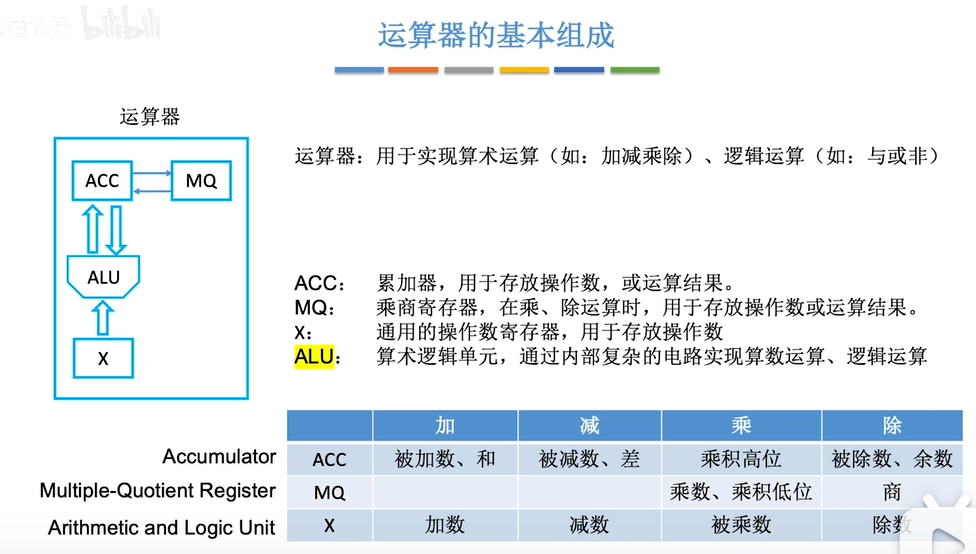 bilibili
运算器的基本组成
运算器
ACC
MQ
ALU
X
运算器：用于实现算术运算（如：加减乘除）、逻辑运算（如：与或非）
ACC： 累加器，用于存放操作数，或运算结果。
MQ： 乘商寄存器，在乘、除运算时，用于存放操作数或运算结果。
X： 通用的操作数寄存器，用于存放操作数
ALU： 算术逻辑单元，通过内部复杂的电路实现算数运算、逻辑运算
加 减 乘 除
Accumulator ACC 被加数、和 被减数、差 乘积高位 被除数、余数
Multiple-Quotient Register MQ 乘数、乘积低位 商
Arithmetic and Logic Unit X 加数 减数 被乘数 除数